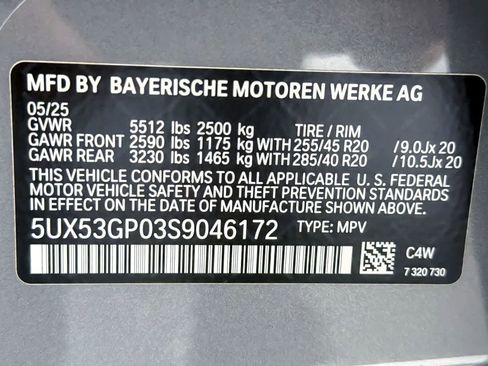 MFD BY BAYERISCHE MOTOREN WERKE AG
05/25
GVWR 5512 lbs 2500 kg TIRE / RIM
GAWR FRONT 2590 lbs 1175 kg WITH 255/45 R20 /9.0Jx 20
GAWR REAR 3230 lbs 1465 kg WITH 285/40 R20 /10.5Jx 20
THIS VEHICLE CONFORMS TO ALL APPLICABLE U. S. FEDERAL
MOTOR VEHICLE SAFETY AND THEFT PREVENTION STANDARDS
IN EFFECT ON THE DATE OF MANUFACTURE SHOWN ABOVE.
5UX53GP03S9046172 TYPE: MPV
C4W
7 320 730